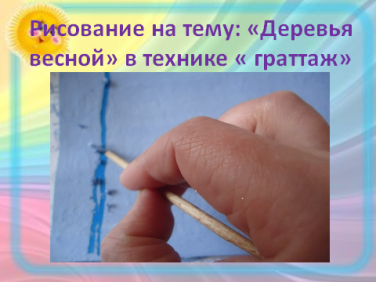 Рисование на тему: «Деревья
весной» в технике « граттаж»